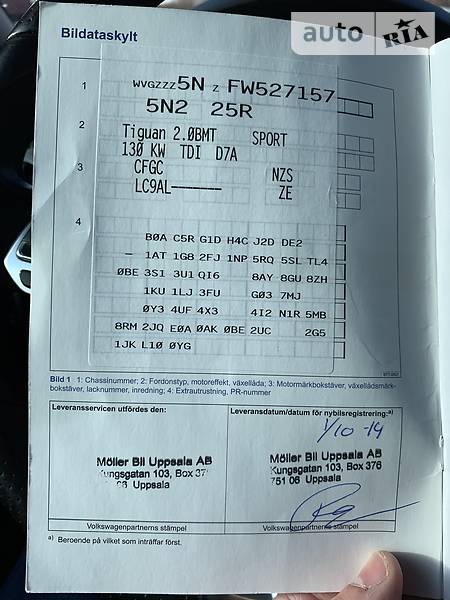 Bildataskylt
auto RIA
1
WVGZZZ5N Z FW527157
5N2 25R
2
Tiguan 2.0BMT SPORT
130 KW TDI D7A
3
CFGC NZS
LC9AL ZE
4
B0A C5R G1D H4C J2D DE2
– 1AT 1G8 2FJ 1NP 5RQ 5SL TL4
0BE 3S1 3U1 QI6 8AY 8GU 8ZH
1KU 1LJ 3FU G03 7MJ
0Y3 4UF 4X3 4I2 N1R 5MB
8RM 2JQ E0A 0AK 0BE 2UC 2G5
1JK L10 0YG
Bild 1 1: Chassinummer; 2: Fordonstyp, motoreffekt, växellåda; 3: Motormärkbokstäver, växellådsmärk-
bokstäver, lacknummer, inredning; 4: Extrautrustning, PR-nummer
Leveransservicen utfördes den:
Leveransdatum/datum för nybilsregistrering:a)
1/10 -14
Möller Bil Uppsala AB
Kungsgatan 103, Box 37
06 Uppsala
Volkswagenpartnerns stämpel
Möller Bil Uppsala AB
Kungsgatan 103, Box 376
751 06 Uppsala
Volkswagenpartnerns stämpel
a) Beroende på vilket som inträffar först.